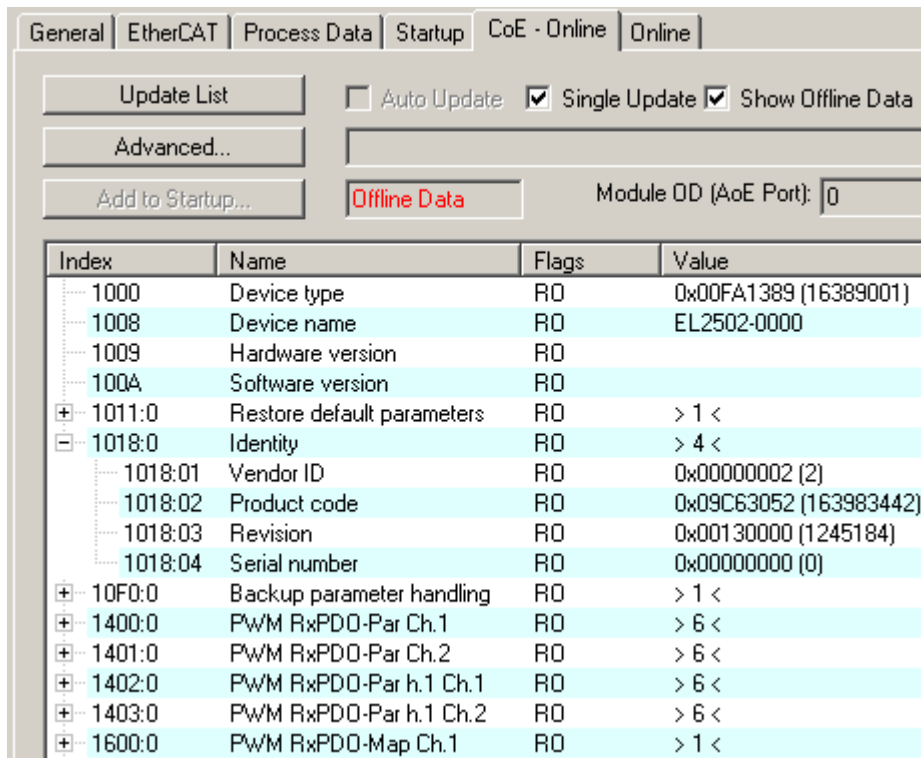 General EtherCAT Process Data Startup CoE - Online Online
Update List Auto Update Single Update Show Offline Data
Advanced...
Add to Startup... Offline Data Module OD (AoE Port): 0
Index Name Flags Value
1000 Device type RO 0x00FA1389 (16389001)
1008 Device name RO EL2502-0000
1009 Hardware version RO
100A Software version RO
1011:0 Restore default parameters RO > 1 <
1018:0 Identity RO > 4 <
1018:01 Vendor ID RO 0x00000002 (2)
1018:02 Product code RO 0x09C63052 (163983442)
1018:03 Revision RO 0x00130000 (1245184)
1018:04 Serial number RO 0x00000000 (0)
10F0:0 Backup parameter handling RO > 1 <
1400:0 PWM RxPDO-Par Ch.1 RO > 6 <
1401:0 PWM RxPDO-Par Ch.2 RO > 6 <
1402:0 PWM RxPDO-Par h.1 Ch.1 RO > 6 <
1403:0 PWM RxPDO-Par h.1 Ch.2 RO > 6 <
1600:0 PWM RxPDO-Map Ch.1 RO > 1 <